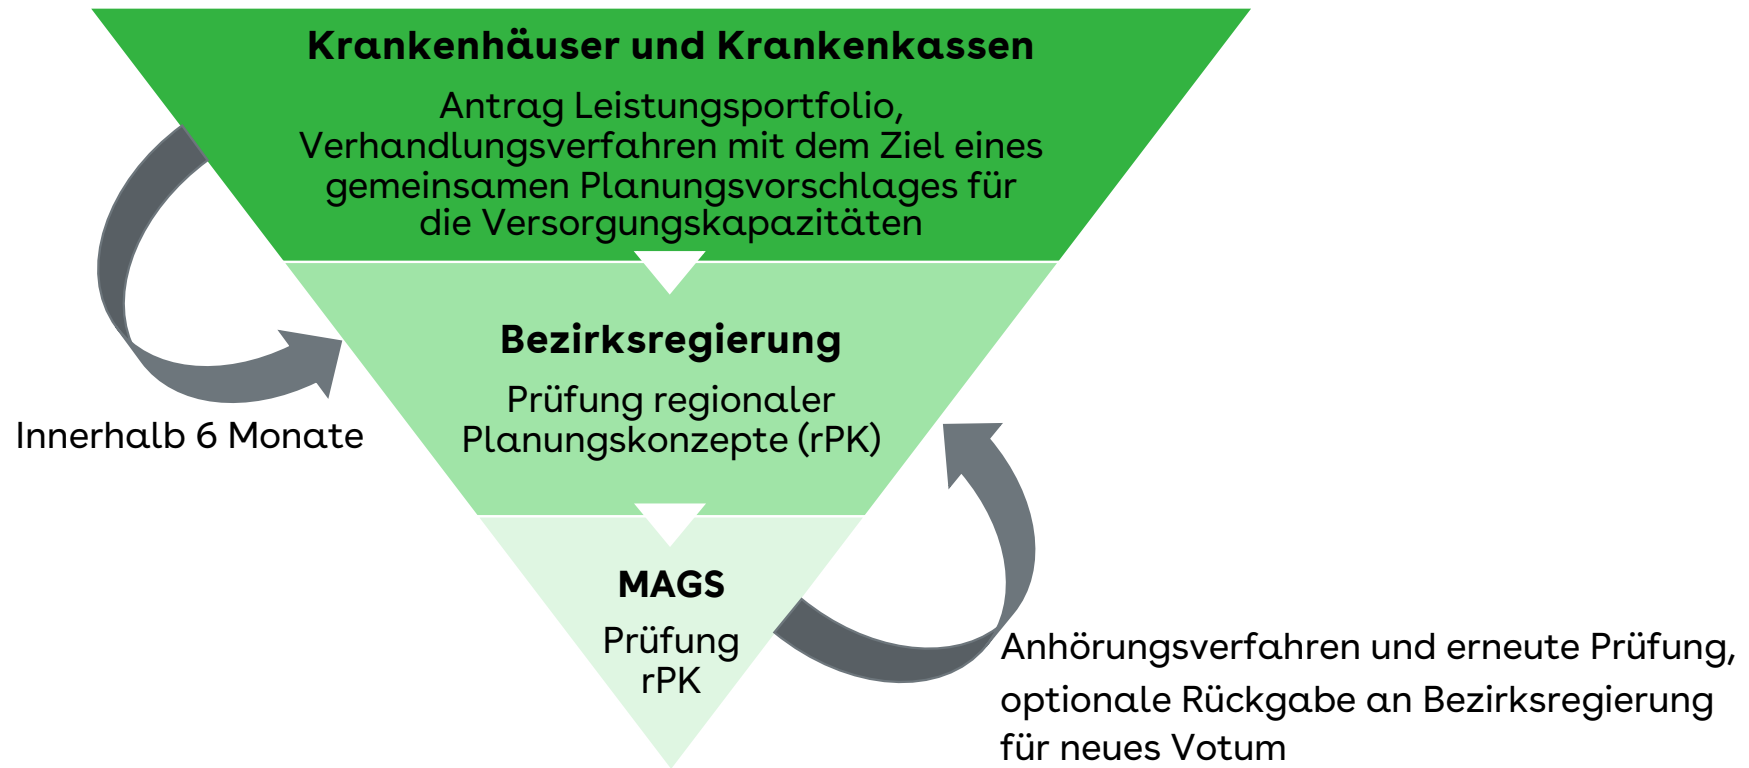 Krankenhäuser und Krankenkassen
Antrag Leistungsportfolio,
Verhandlungsverfahren mit dem Ziel eines
gemeinsamen Planungsvorschlages für
die Versorgungskapazitäten
Bezirksregierung
Prüfung regionaler
Planungskonzepte (rPK)
Innerhalb 6 Monate
MAGS
Prüfung
rPK
Anhörungsverfahren und erneute Prüfung,
optionale Rückgabe an Bezirksregierung
für neues Votum